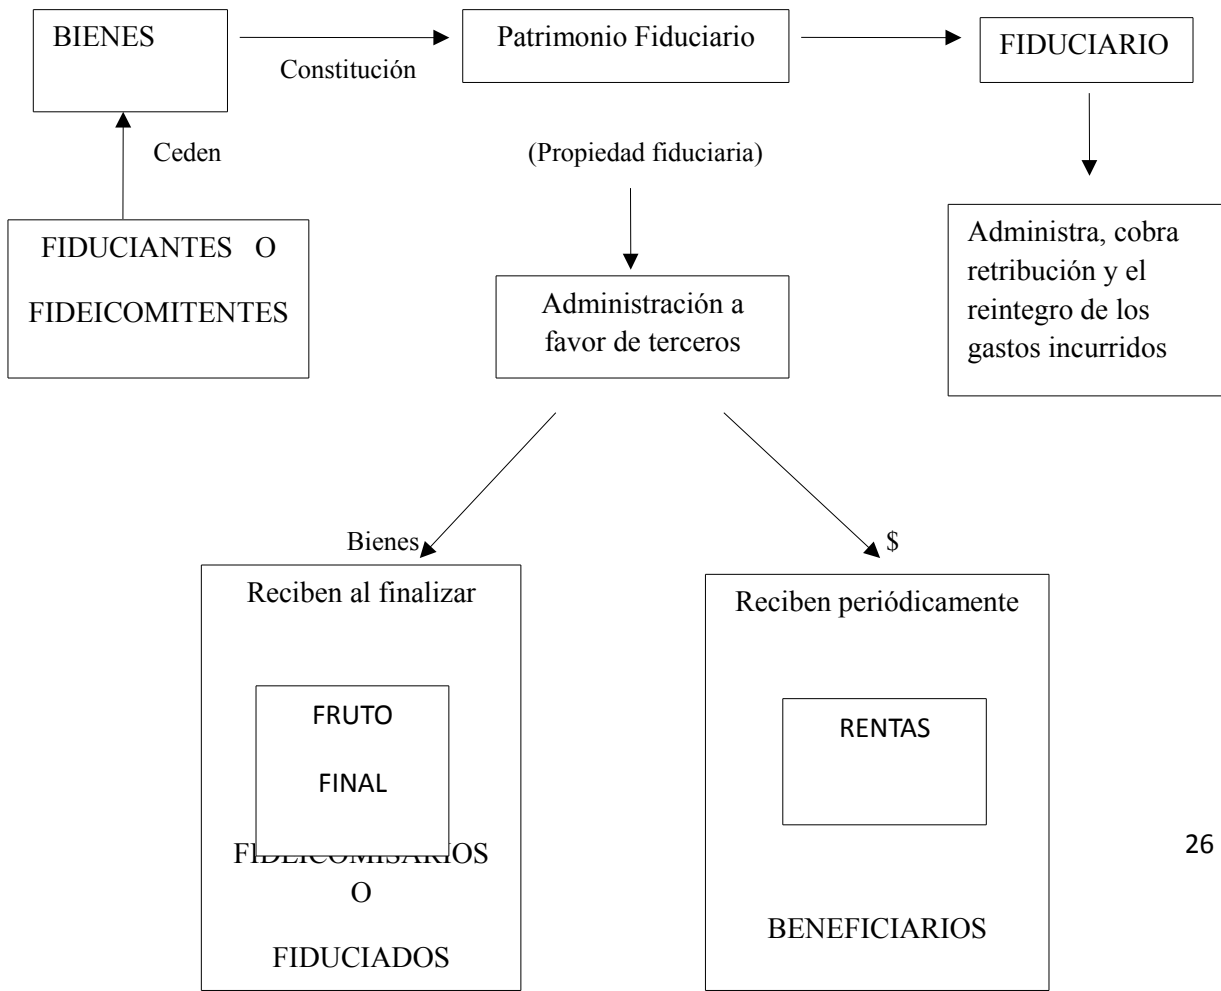 BIENES
Patrimonio Fiduciario
FIDUCIARIO
Constitución
Ceden
(Propiedad fiduciaria)
FIDUCIANTES O
FIDEICOMITENTES
Administración a
favor de terceros
Administra, cobra
retribución y el
reintegro de los
gastos incurridos
Bienes
$
Reciben al finalizar
FRUTO
FINAL
FIDEICOMISARIOS
O
FIDUCIADOS
Reciben periódicamente
RENTAS
BENEFICIARIOS
26